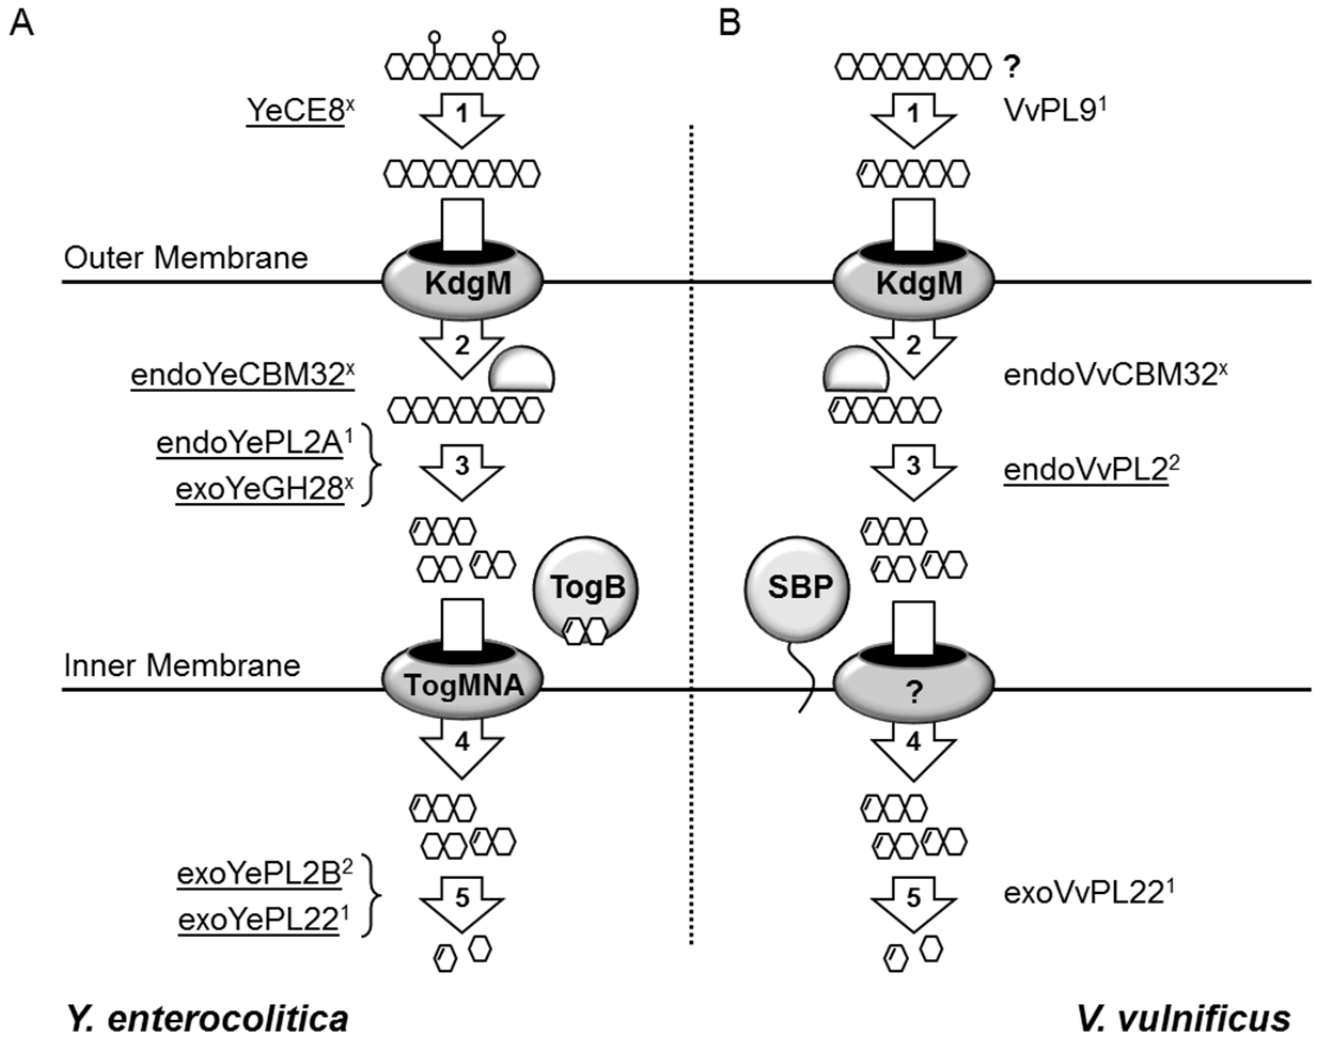 A
B
?
YeCE8ˣ
1
1
VvPL9¹
Outer Membrane
KdgM
KdgM
2
2
endoYeCBM32ˣ
endoVvCBM32ˣ
endoYePL2A¹
exoYeGH28ˣ
3
3
endoVvPL2²
TogB
SBP
Inner Membrane
TogMNA
?
4
4
exoYePL2B²
exoYePL22¹
5
5
exoVvPL22¹
Y. enterocolitica
V. vulnificus